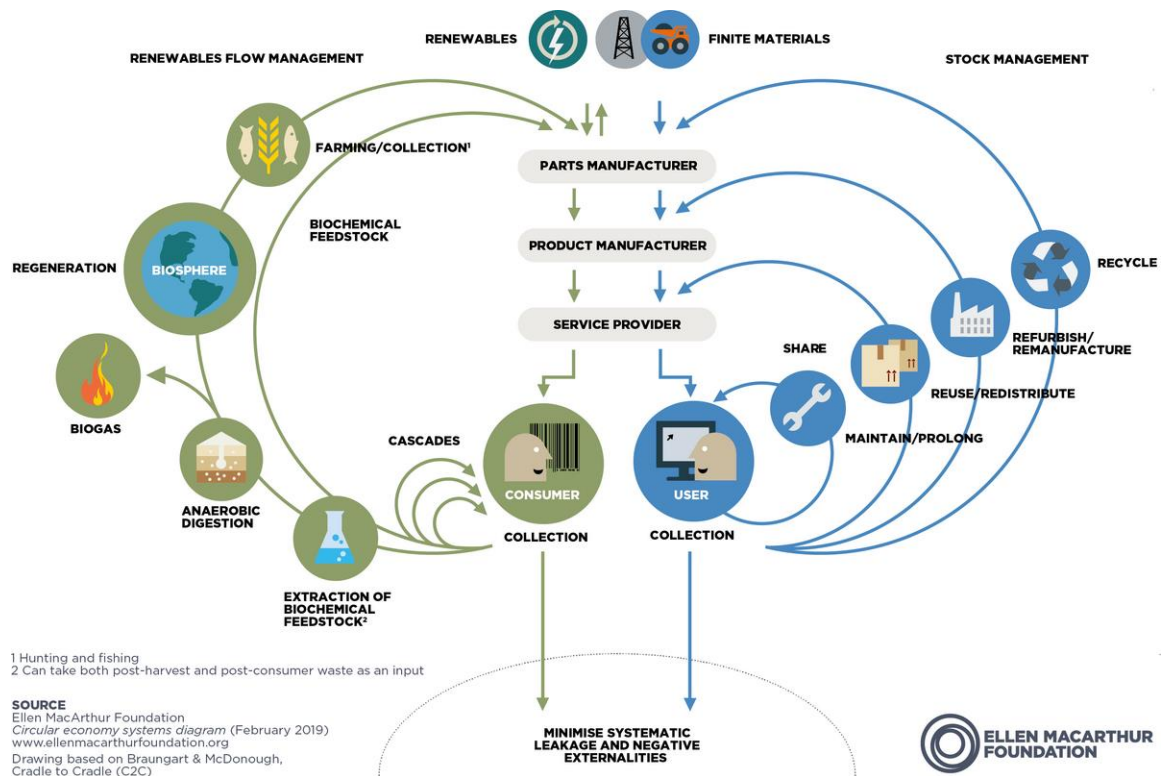 RENEWABLES
FINITE MATERIALS
RENEWABLES FLOW MANAGEMENT
STOCK MANAGEMENT
FARMING/COLLECTION¹
PARTS MANUFACTURER
BIOCHEMICAL
FEEDSTOCK
PRODUCT MANUFACTURER
REGENERATION
BIOSPHERE
RECYCLE
SERVICE PROVIDER
SHARE
REFURBISH/
REMANUFACTURE
REUSE/REDISTRIBUTE
BIOGAS
CASCADES
MAINTAIN/PROLONG
CONSUMER
USER
ANAEROBIC
DIGESTION
COLLECTION
COLLECTION
EXTRACTION OF
BIOCHEMICAL
FEEDSTOCK²
1 Hunting and fishing
2 Can take both post-harvest and post-consumer waste as an input
SOURCE
Ellen MacArthur Foundation
Circular economy systems diagram (February 2019)
www.ellenmacarthurfoundation.org
Drawing based on Braungart & McDonough,
Cradle to Cradle (C2C)
MINIMISE SYSTEMATIC
LEAKAGE AND NEGATIVE
EXTERNALITIES
ELLEN MACARTHUR
FOUNDATION